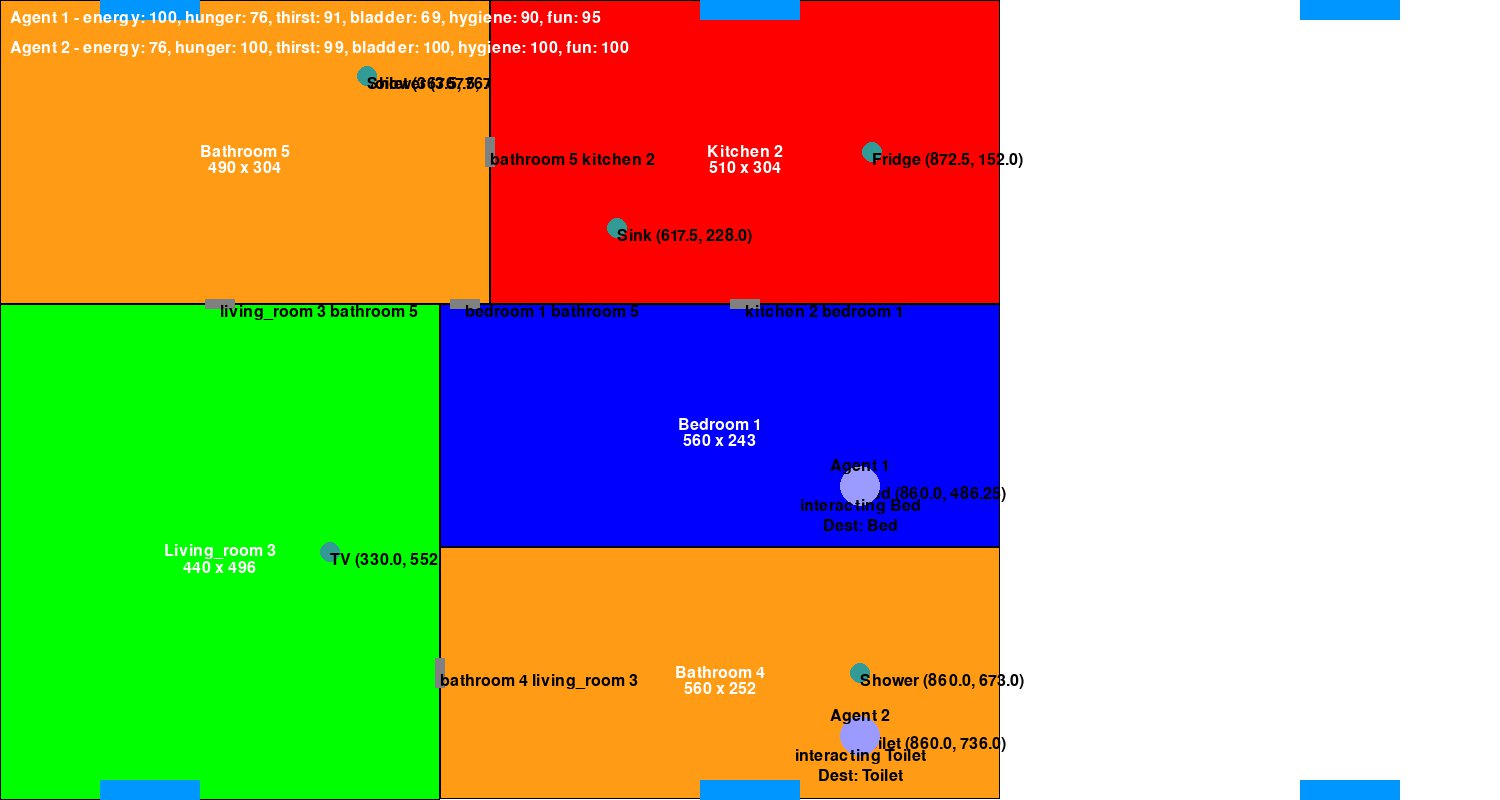 Agent 1 - energy: 100, hunger: 76, thirst: 91, bladder: 69, hygiene: 90, fun: 95
Agent 2 - energy: 76, hunger: 100, thirst: 99, bladder: 100, hygiene: 100, fun: 100
Bathroom 5
490 x 304
bathroom 5 kitchen 2
Kitchen 2
510 x 304
Fridge (872.5, 152.0)
Sink (617.5, 228.0)
living_room 3 bathroom 5
bedroom 1 bathroom 5
kitchen 2 bedroom 1
Bedroom 1
560 x 243
Agent 1
(860.0, 486.25)
interacting Bed
Dest: Bed
Living_room 3
440 x 496
TV (330.0, 552
bathroom 4 living_room 3
Bathroom 4
560 x 252
Shower (860.0, 673.0)
Agent 2
(860.0, 736.0)
interacting Toilet
Dest: Toilet